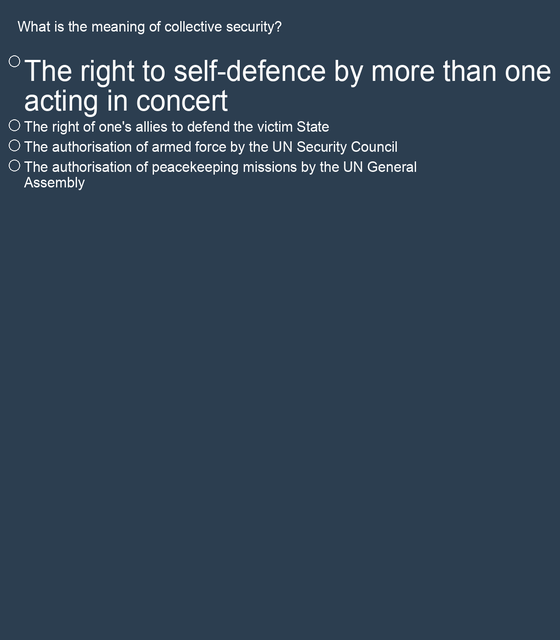 What is the meaning of collective security?
The right to self-defence by more than one
acting in concert
The right of one's allies to defend the victim State
The authorisation of armed force by the UN Security Council
The authorisation of peacekeeping missions by the UN General
Assembly